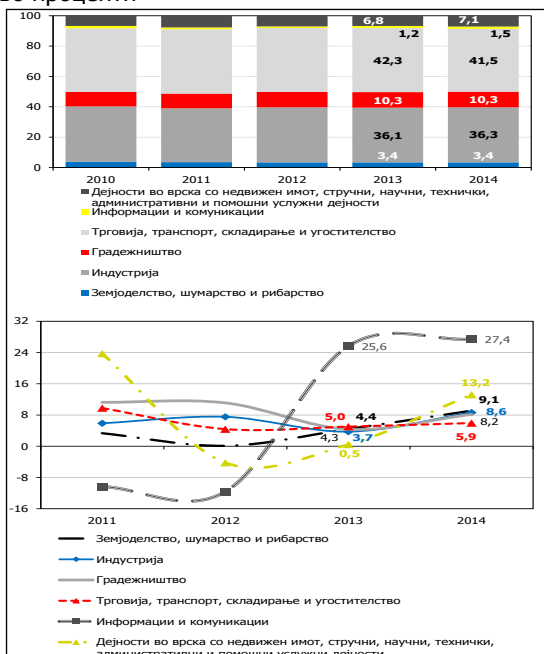 во проценти
100
80
60
40
20
0
6,8
7,1
1,2
1,5
42,3
41,5
10,3
10,3
36,1
36,3
3,4
3,4
2010 2011 2012 2013 2014
Дејности во врска со недвижен имот, стручни, научни, технички,
административни и помошни услужни дејности
Информации и комуникации
Трговија, транспорт, складирање и угостителство
Градежништво
Индустрија
Земјоделство, шумарство и рибарство
32
24
16
8
0
-8
-16
25,6
27,4
13,2
5,0
4,4
9,1
8,6
4,3
3,7
8,2
0,5
5,9
2011 2012 2013 2014
Земјоделство, шумарство и рибарство
Индустрија
Градежништво
Трговија, транспорт, складирање и угостителство
Информации и комуникации
Дејности во врска со недвижен имот, стручни, научни, технички,
административни и помошни услужни дејности